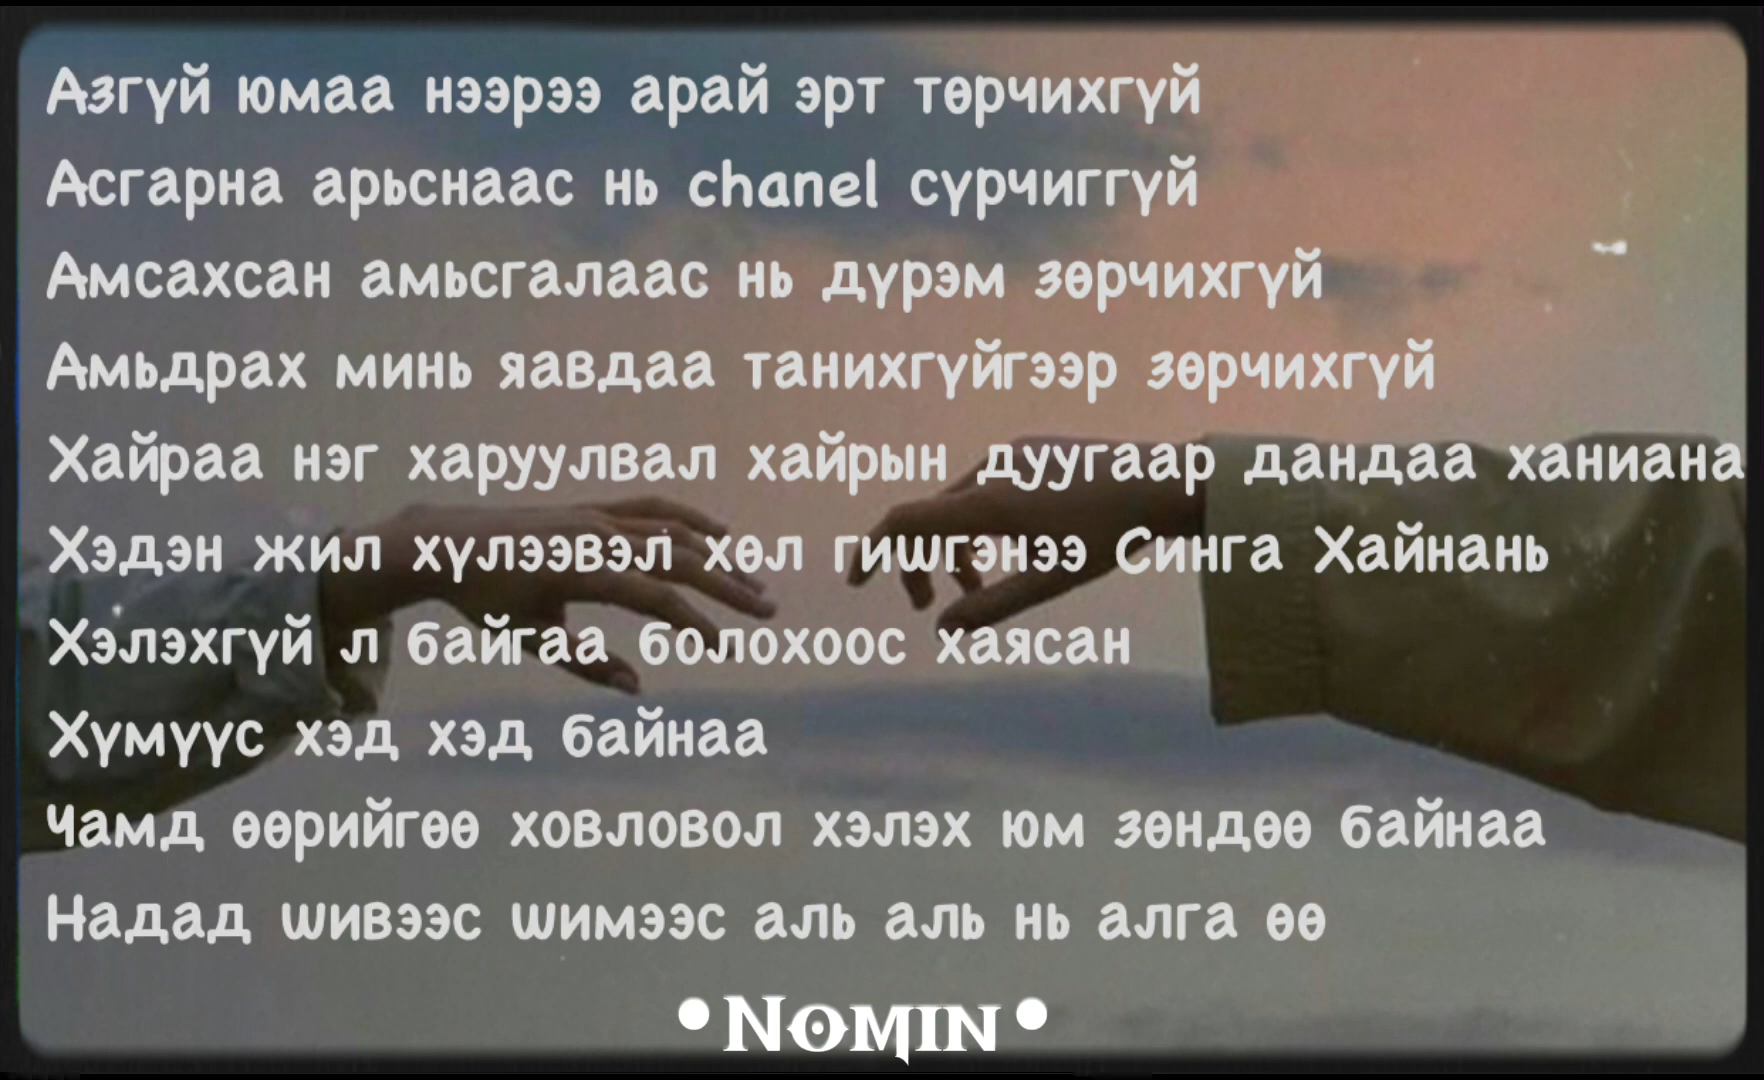 Азгүй юмаа нээрээ арай эрт төрчихгүй
Асгарна арьснаас нь chanel сүрчиггүй
Амсахсан амьсгалаас нь дүрэм зөрчихгүй
Амьдрах минь яавдаа танихгүйгээр зөрчихгүй
Хайраа нэг харуулвал хайрын дуугаар дандаа ханиана
Хэдэн жил хүлээвэл хөл гишгэнээ Синга Хайнань
Хэлэхгүй л байгаа болохоос хаясан
Хүмүүс хэд хэд байнаа
Чамд өөрийгөө ховловол хэлэх юм зөндөө байнаа
Надад шивээс шимээс аль аль нь алга өө
•Nomin•